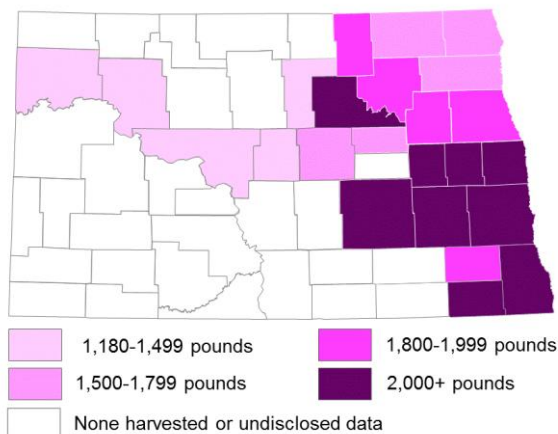 1,180-1,499 pounds
1,800-1,999 pounds
1,500-1,799 pounds
2,000+ pounds
None harvested or undisclosed data